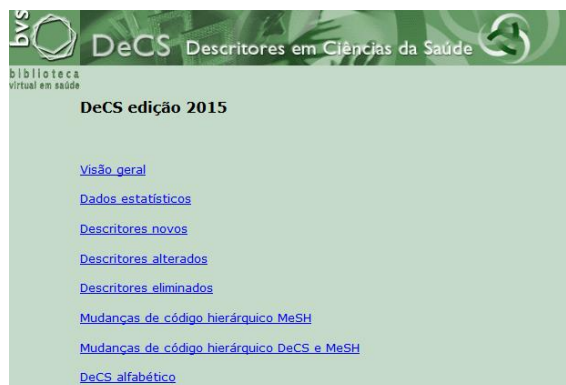 bvs
DeCS Descritores em Ciências da Saúde
biblioteca
virtual em saúde
DeCS edição 2015
Visão geral
Dados estatísticos
Descritores novos
Descritores alterados
Descritores eliminados
Mudanças de código hierárquico MeSH
Mudanças de código hierárquico DeCS e MeSH
DeCS alfabético